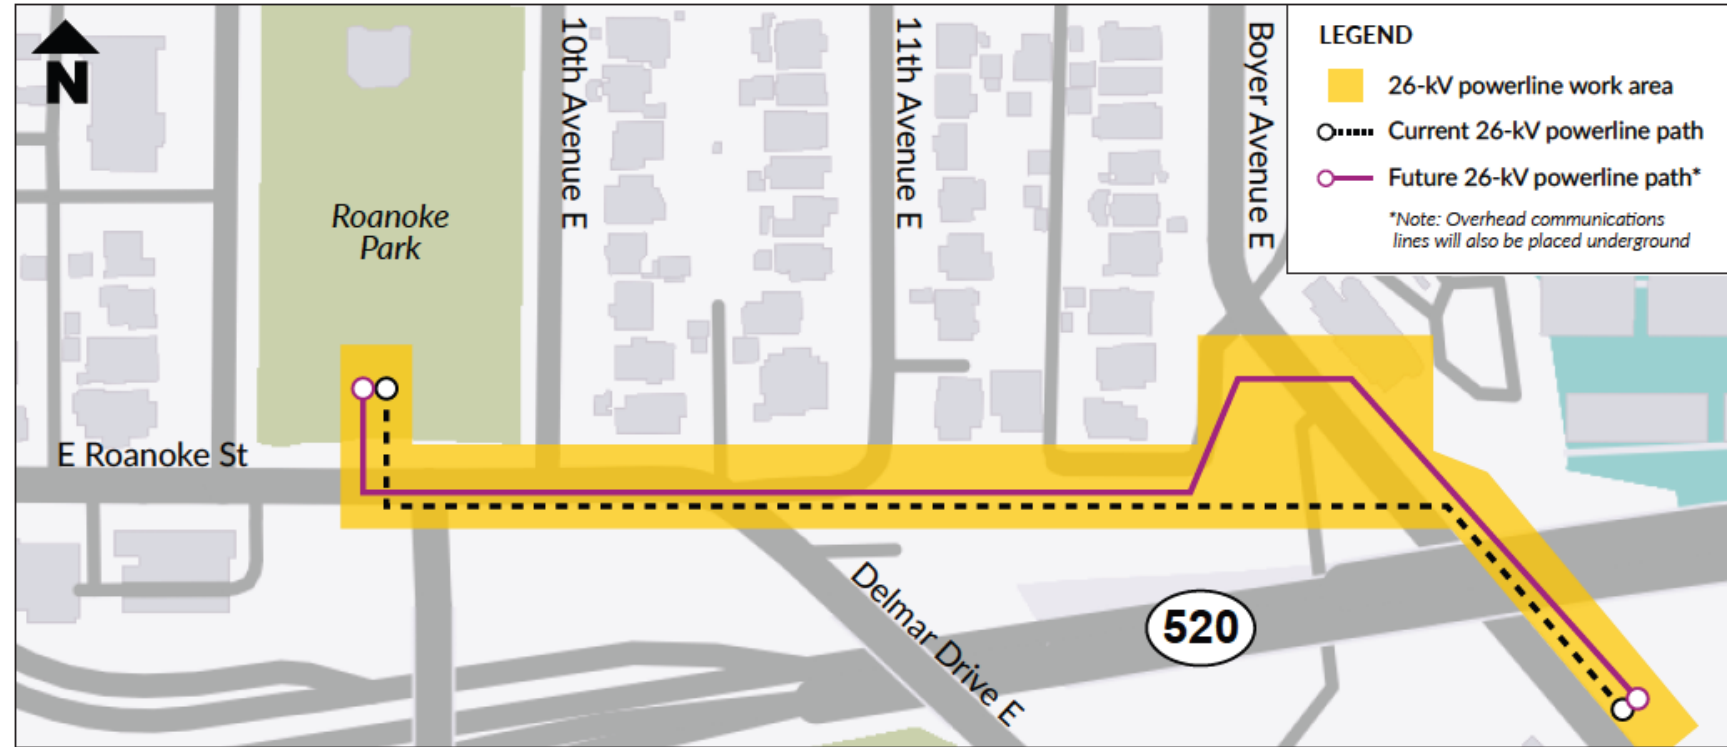 N
Roanoke
Park
E Roanoke St
10th Avenue E
11th Avenue E
Boyer Avenue E
Delmar Drive E
520
LEGEND
26-kV powerline work area
Current 26-kV powerline path
Future 26-kV powerline path*
*Note: Overhead communications
lines will also be placed underground